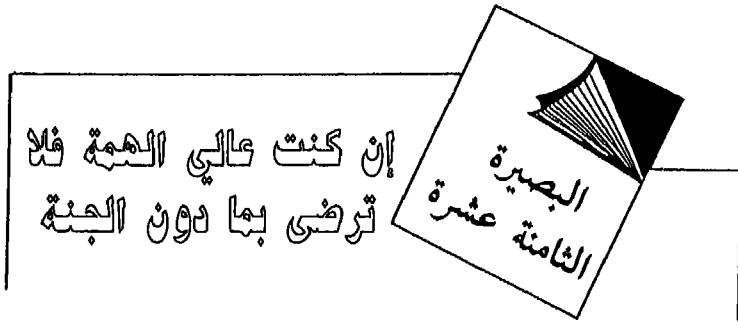 البصيرة
الثامنة عشرة
إن كنت عالي الهمة فلا
ترضى بما دون الجنة